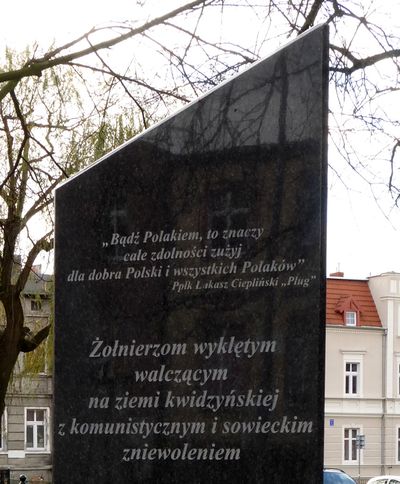 „Bądź Polakiem, to znaczy
całe zdolności zużyj
dla dobra Polski i wszystkich Polaków”
Ppłk Łukasz Ciepliński „Pług”
Żołnierzom wyklętym
walczącym
na ziemi kwidzyńskiej
z komunistycznym i sowieckim
zniewoleniem